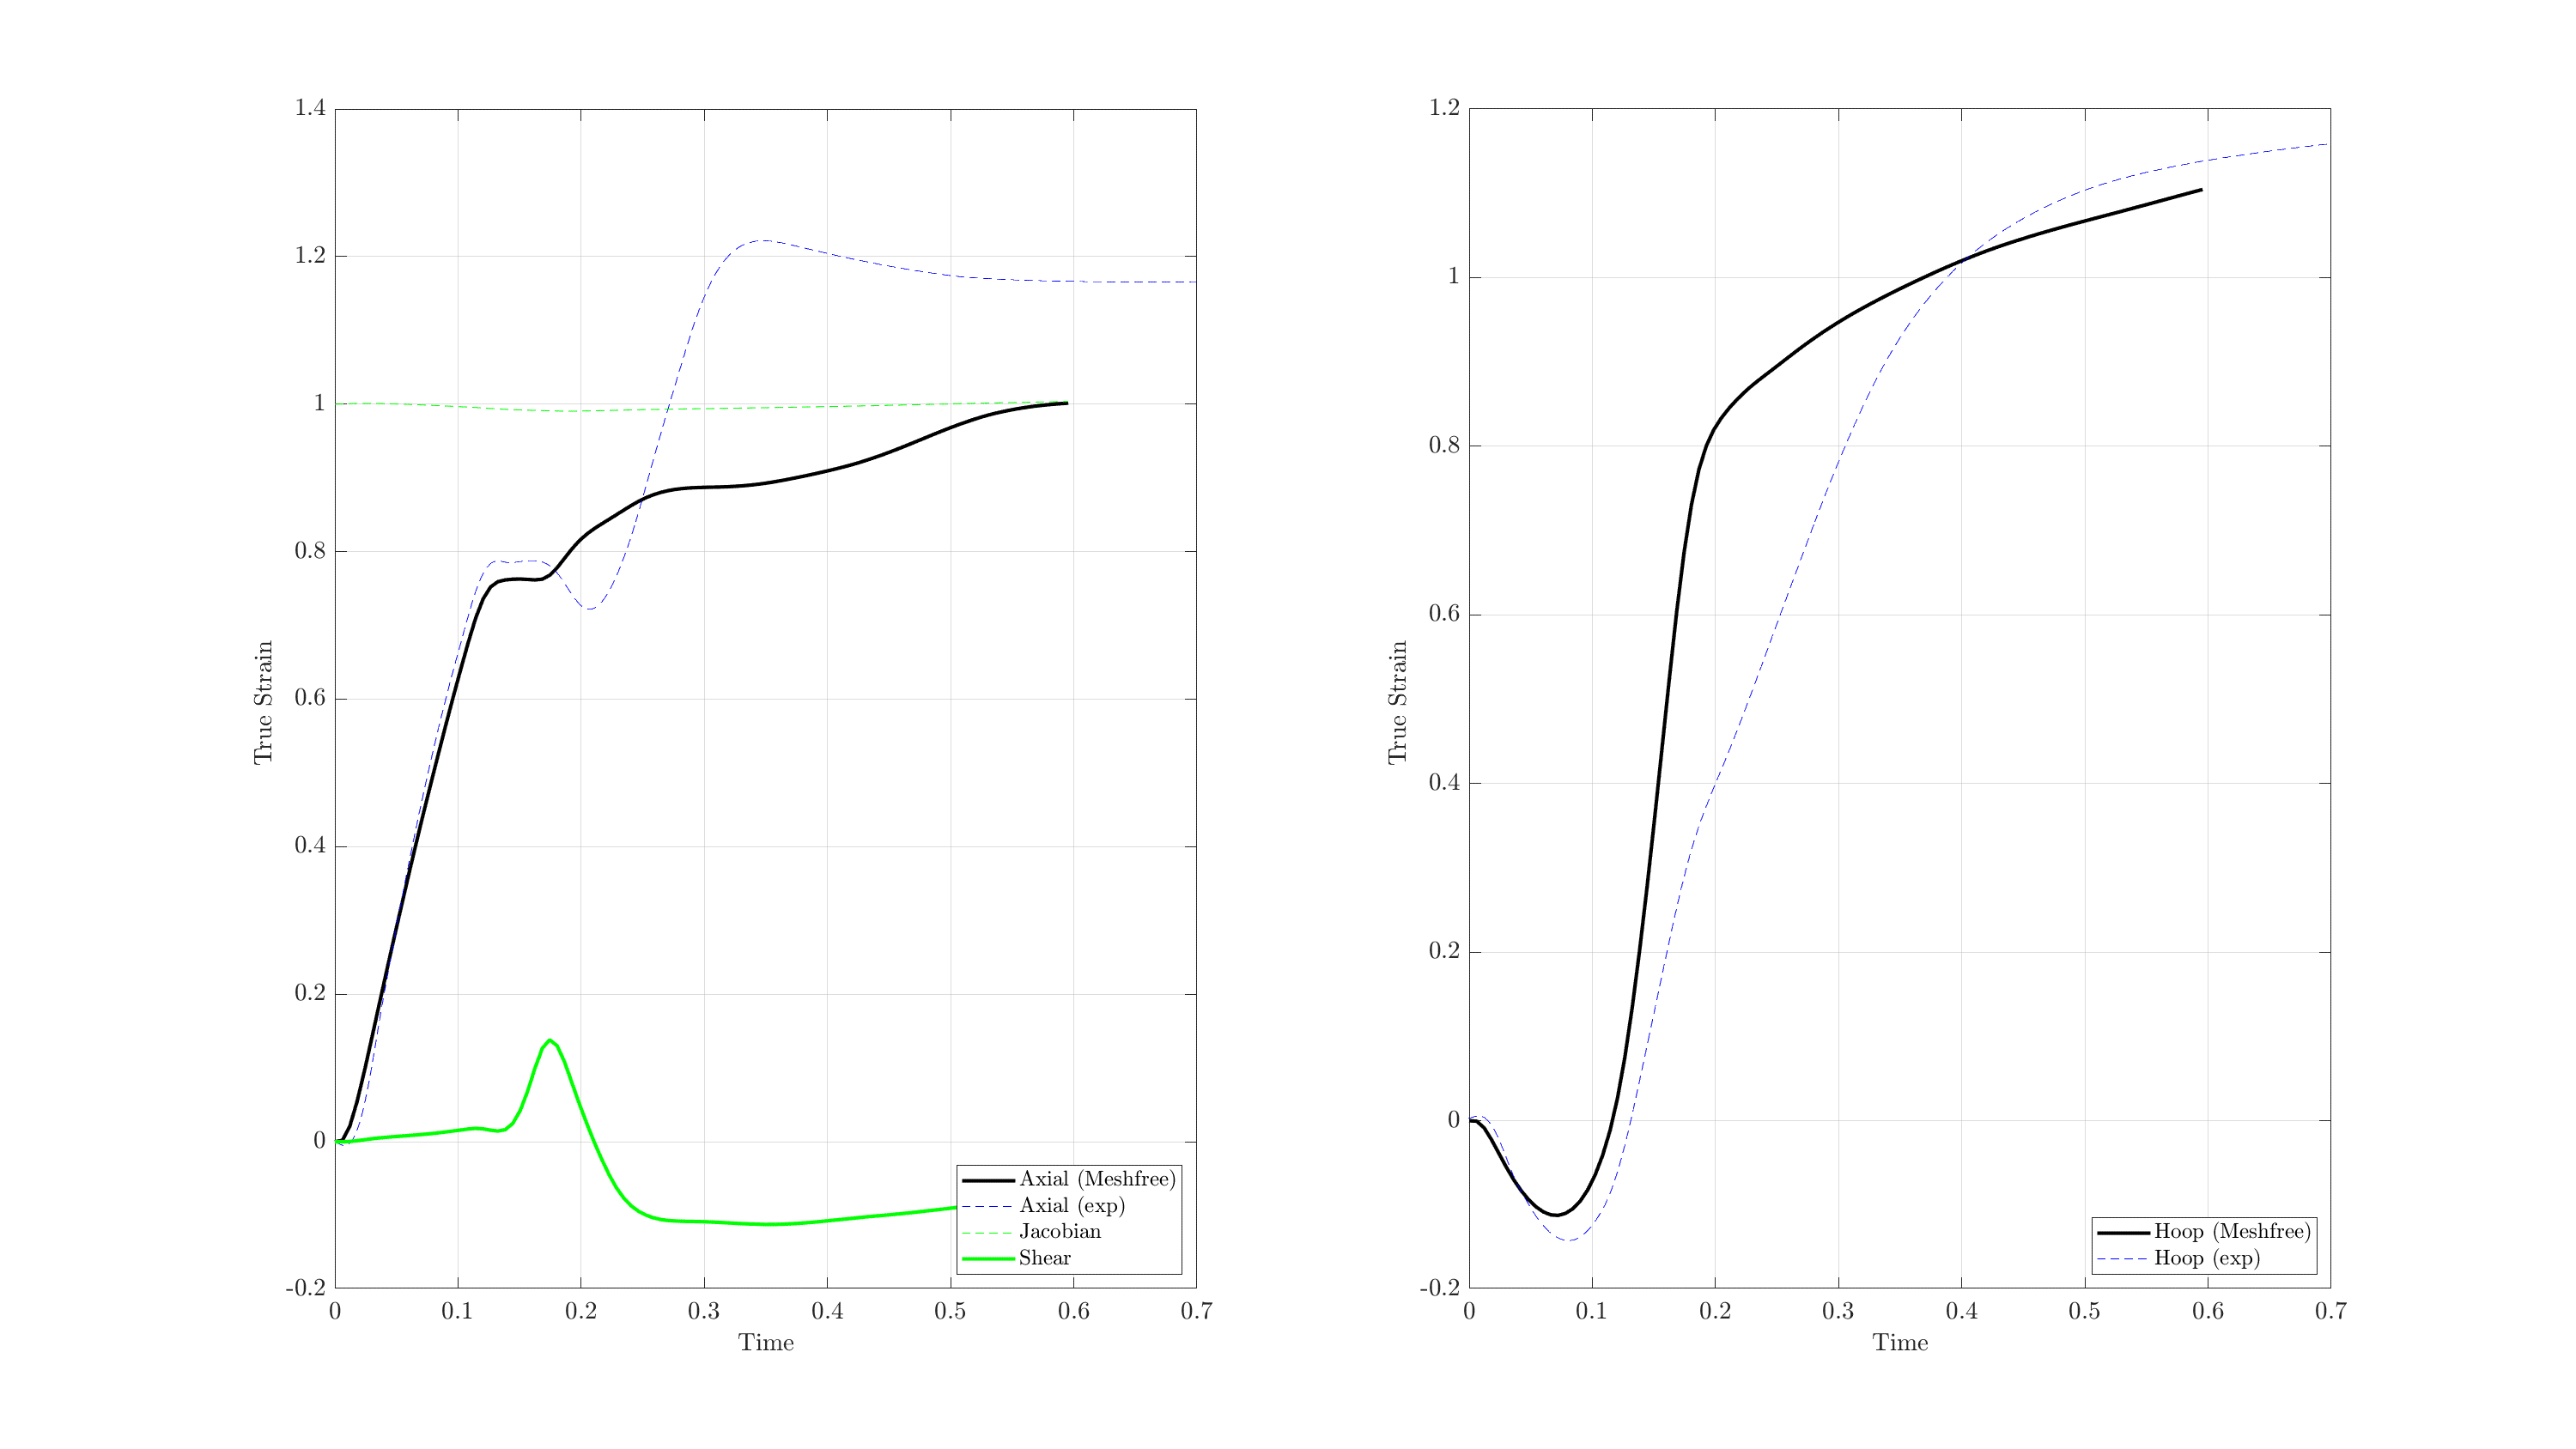 1.4
1.2
1
0.8
0.6
0.4
0.2
0
-0.2
True Strain
0 0.1 0.2 0.3 0.4 0.5 0.6 0.7
Time
Axial (Meshfree)
Axial (exp)
Jacobian
Shear
1.2
1
0.8
0.6
0.4
0.2
0
-0.2
True Strain
0 0.1 0.2 0.3 0.4 0.5 0.6 0.7
Time
Hoop (Meshfree)
Hoop (exp)